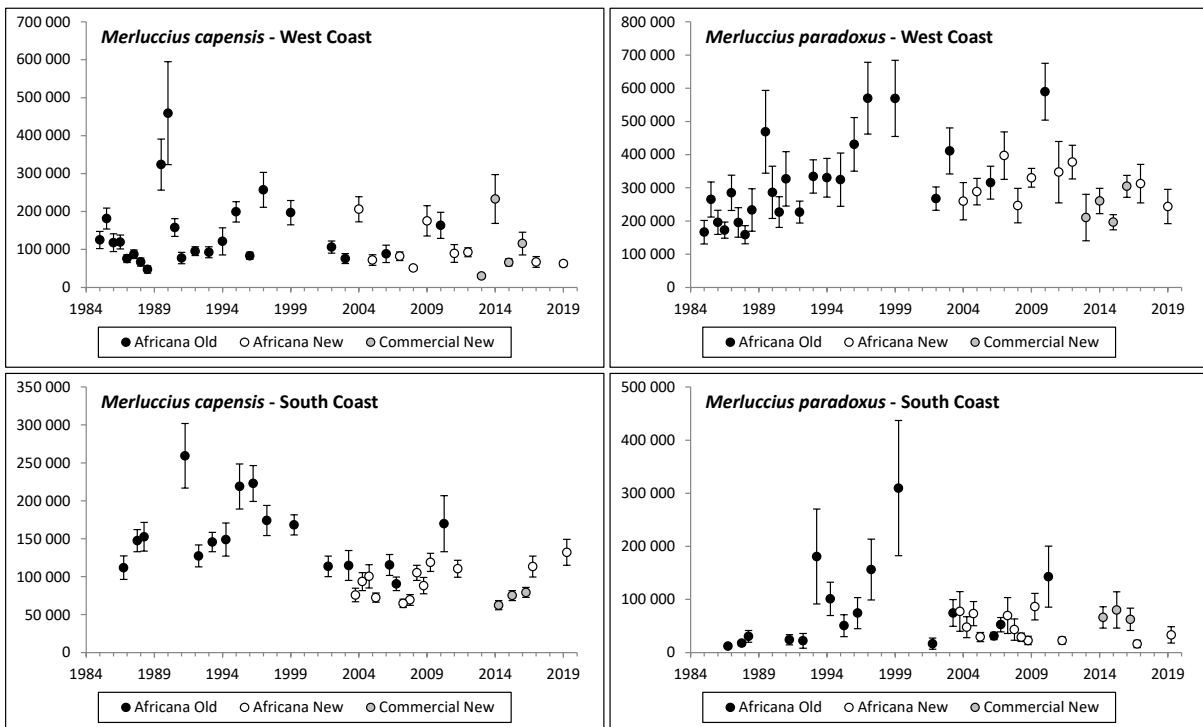 Merluccius capensis - West Coast
700 000
600 000
500 000
400 000
300 000
200 000
100 000
0
1984 1989 1994 1999 2004 2009 2014 2019
Africana Old Africana New Commercial New
Merluccius paradoxus - West Coast
800 000
700 000
600 000
500 000
400 000
300 000
200 000
100 000
0
1984 1989 1994 1999 2004 2009 2014 2019
Africana Old Africana New Commercial New
Merluccius capensis - South Coast
350 000
300 000
250 000
200 000
150 000
100 000
50 000
0
1984 1989 1994 1999 2004 2009 2014 2019
Africana Old Africana New Commercial New
Merluccius paradoxus - South Coast
500 000
400 000
300 000
200 000
100 000
0
1984 1989 1994 1999 2004 2009 2014 2019
Africana Old Africana New Commercial New